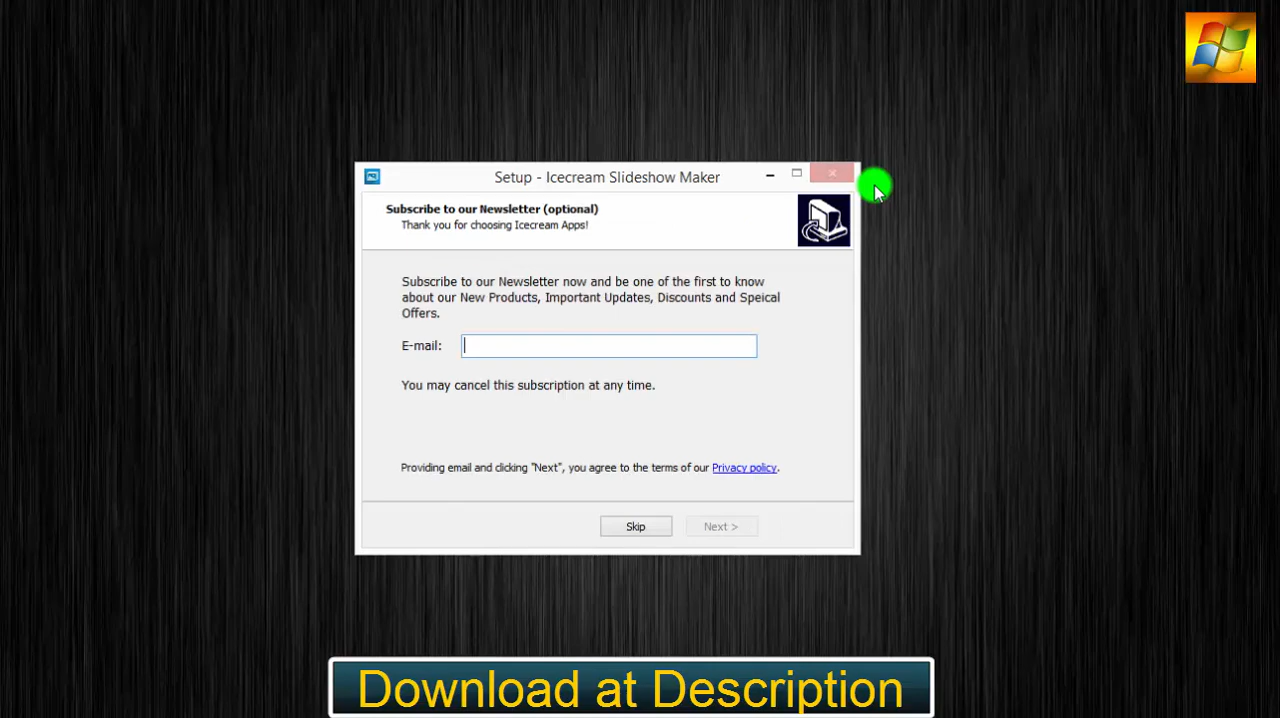 Setup - Icecream Slideshow Maker
Subscribe to our Newsletter (optional)
Thank you for choosing Icecream Apps!
Subscribe to our Newsletter now and be one of the first to know
about our New Products, Important Updates, Discounts and Speical
Offers.
E-mail:
You may cancel this subscription at any time.
Providing email and clicking "Next", you agree to the terms of our Privacy policy.
Skip
Next >
Download at Description